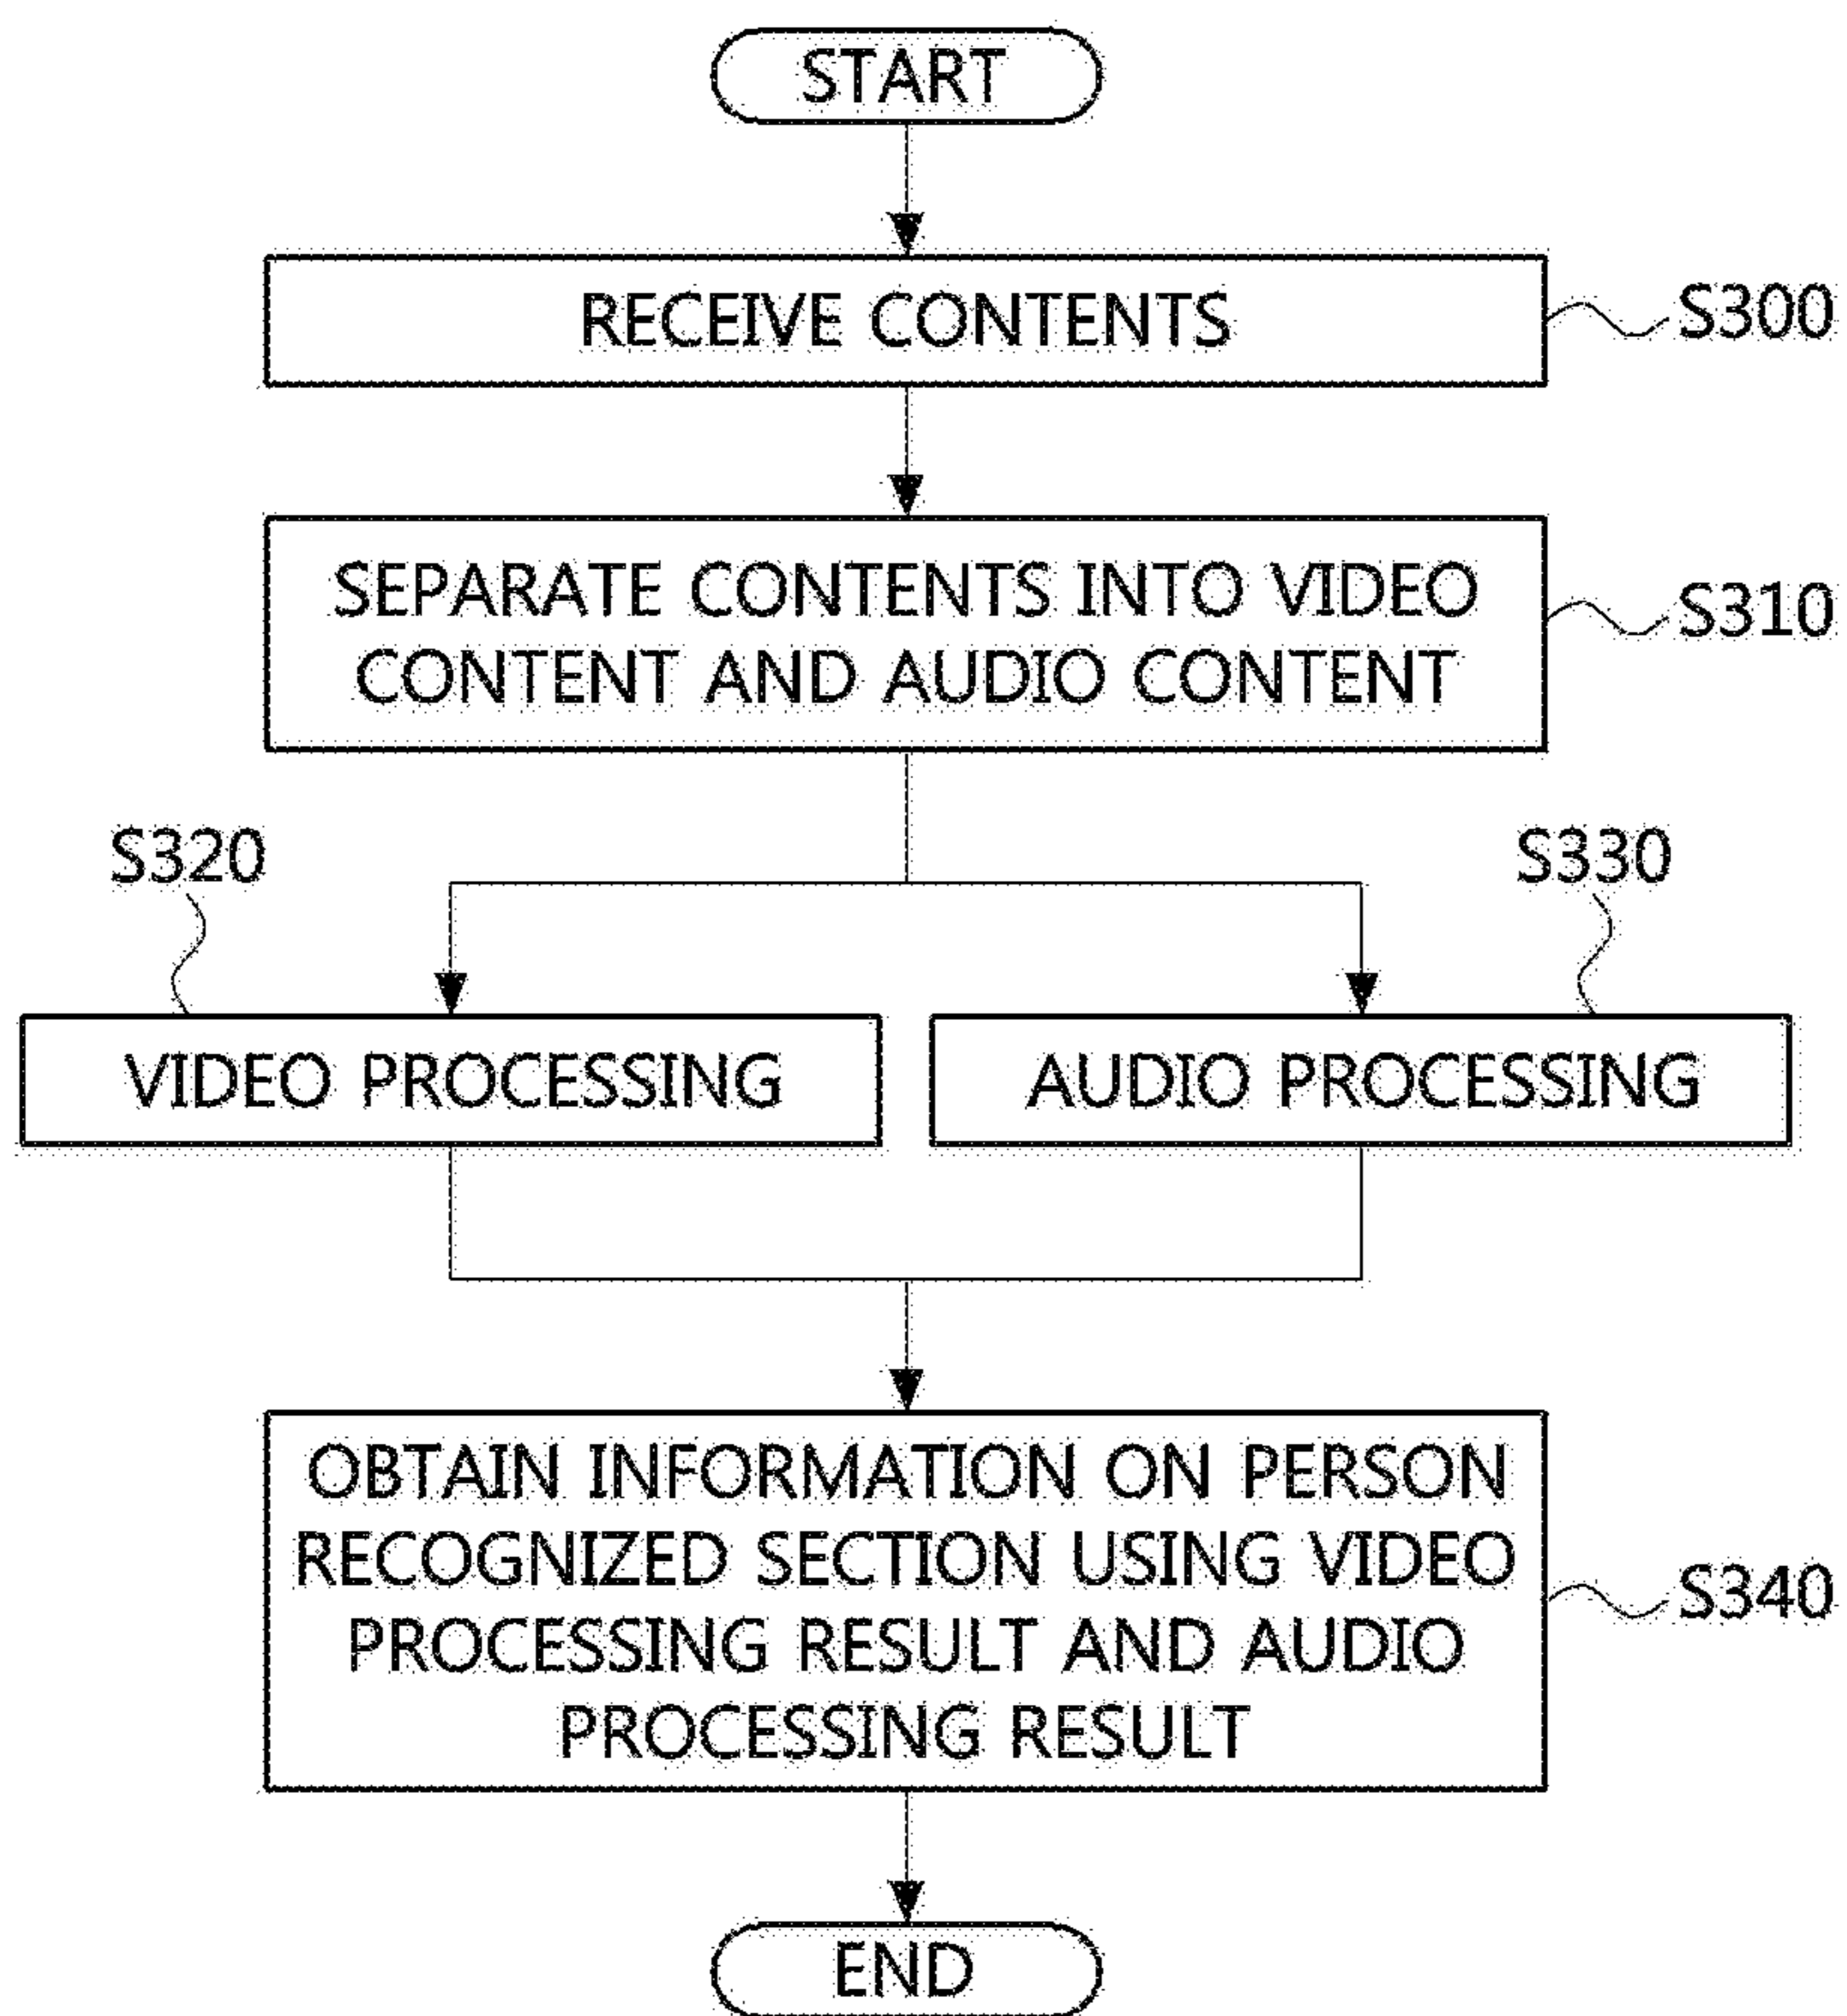 START
RECEIVE CONTENTS
S300
SEPARATE CONTENTS INTO VIDEO
CONTENT AND AUDIO CONTENT
S310
S320
S330
VIDEO PROCESSING
AUDIO PROCESSING
OBTAIN INFORMATION ON PERSON
RECOGNIZED SECTION USING VIDEO
PROCESSING RESULT AND AUDIO
PROCESSING RESULT
S340
END